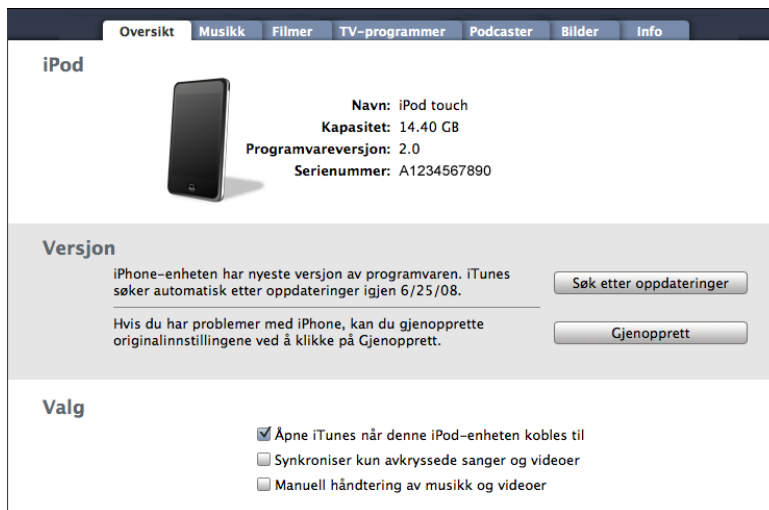 Oversikt Musikk Filmer TV-programmer Podcaster Bilder Info
iPod
Navn: iPod touch
Kapasitet: 14.40 GB
Programvareversjon: 2.0
Serienummer: A1234567890
Versjon
iPhone-enheten har nyeste versjon av programvaren. iTunes
søker automatisk etter oppdateringer igjen 6/25/08.
Søk etter oppdateringer
Hvis du har problemer med iPhone, kan du gjenopprette
originalinnstillingene ved å klikke på Gjenopprett.
Gjenopprett
Valg
Åpne iTunes når denne iPod-enheten kobles til
Synkroniser kun avkryssede sanger og videoer
Manuell håndtering av musikk og videoer